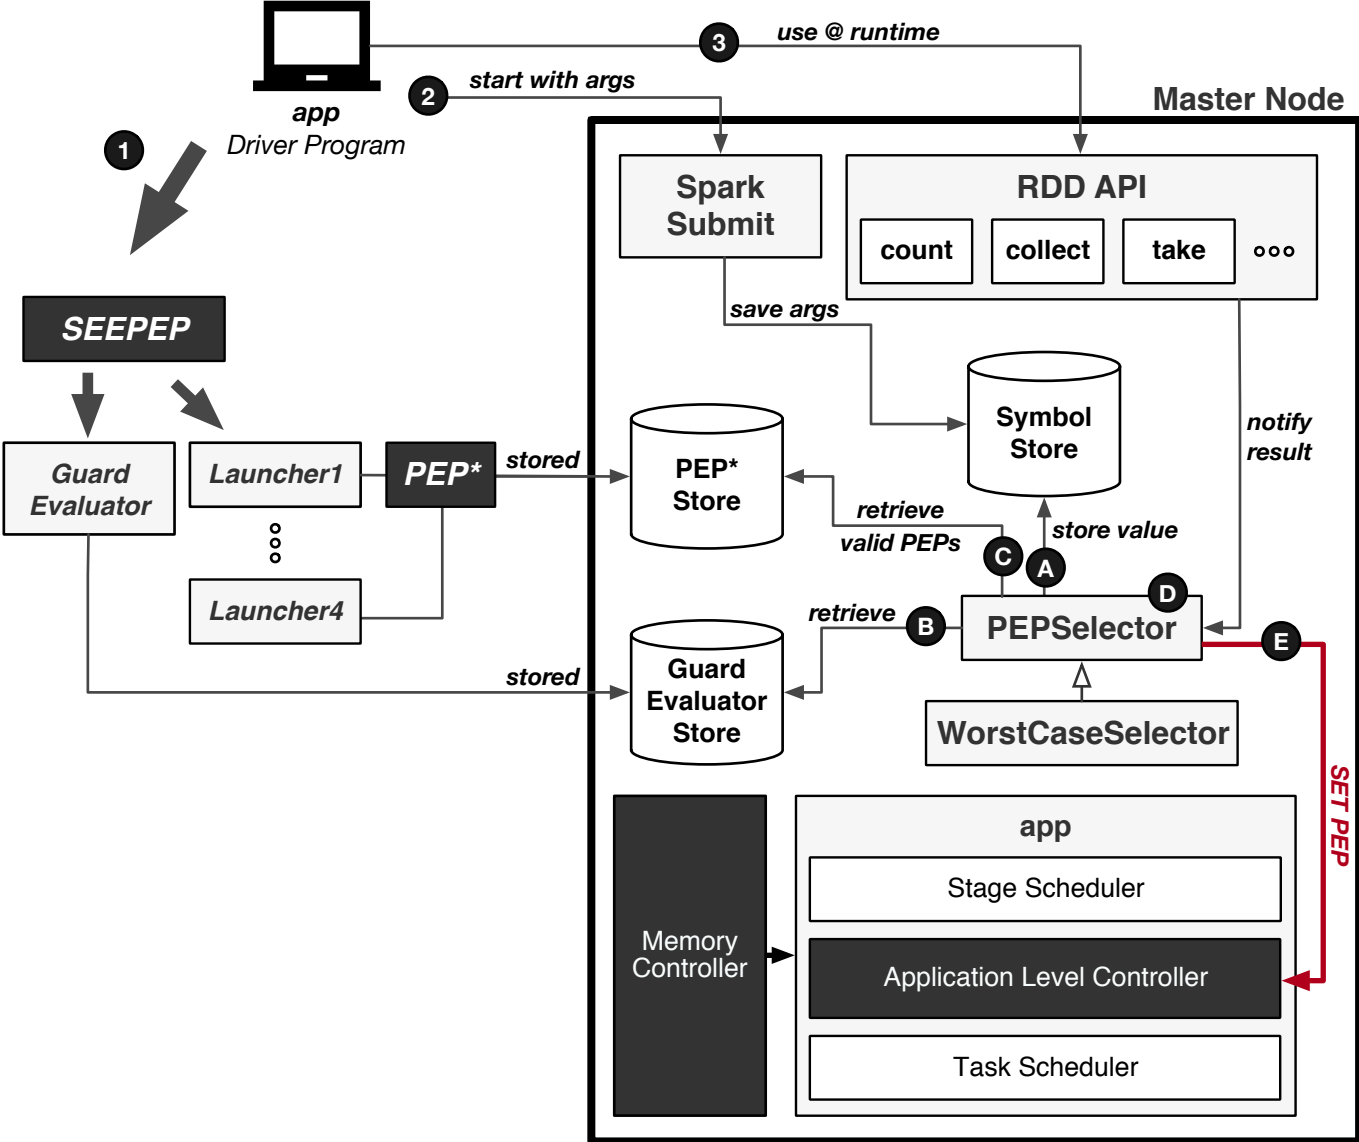 3
use @ runtime
2
start with args
app
Driver Program
1
Master Node
Spark
Submit
RDD API
count
collect
take
save args
SEEPEP
Symbol
Store
notify
result
Guard
Evaluator
Launcher1
PEP*
stored
PEP*
Store
retrieve
valid PEPs
store value
C
A
D
Launcher4
retrieve
B
PEPSelector
E
stored
Guard
Evaluator
Store
WorstCaseSelector
SET PEP
Memory
Controller
app
Stage Scheduler
Application Level Controller
Task Scheduler